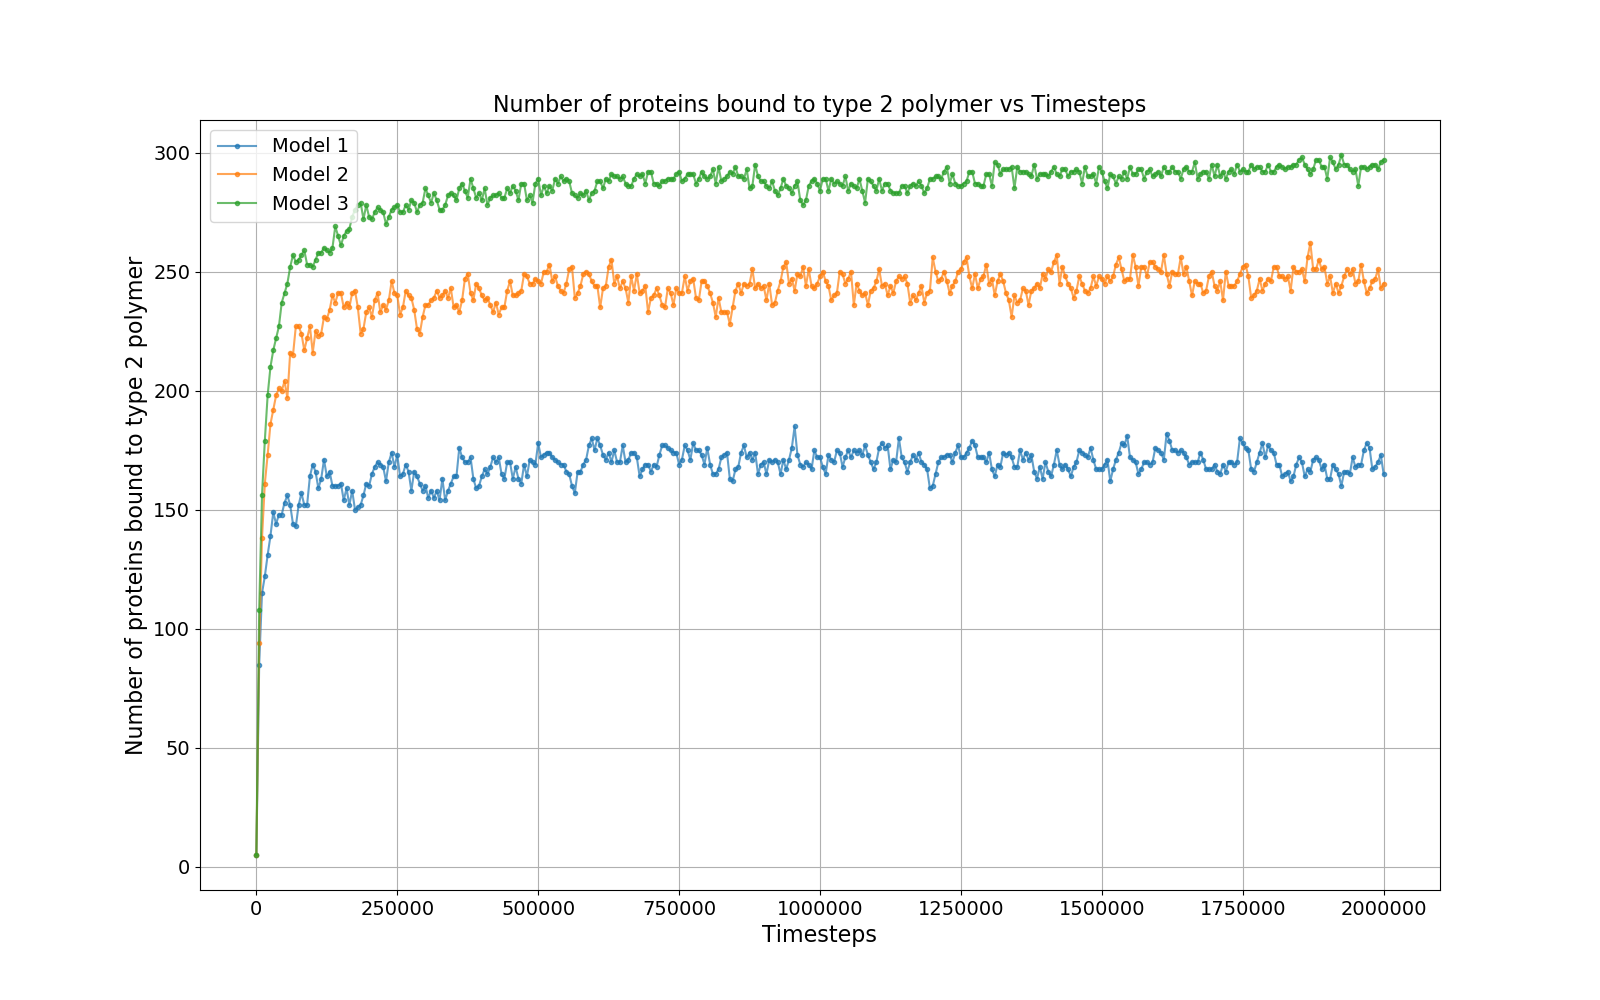 Number of proteins bound to type 2 polymer vs Timesteps
Model 1
Model 2
Model 3
Number of proteins bound to type 2 polymer
300
250
200
150
100
50
0
0 250000 500000 750000 1000000 1250000 1500000 1750000 2000000
Timesteps